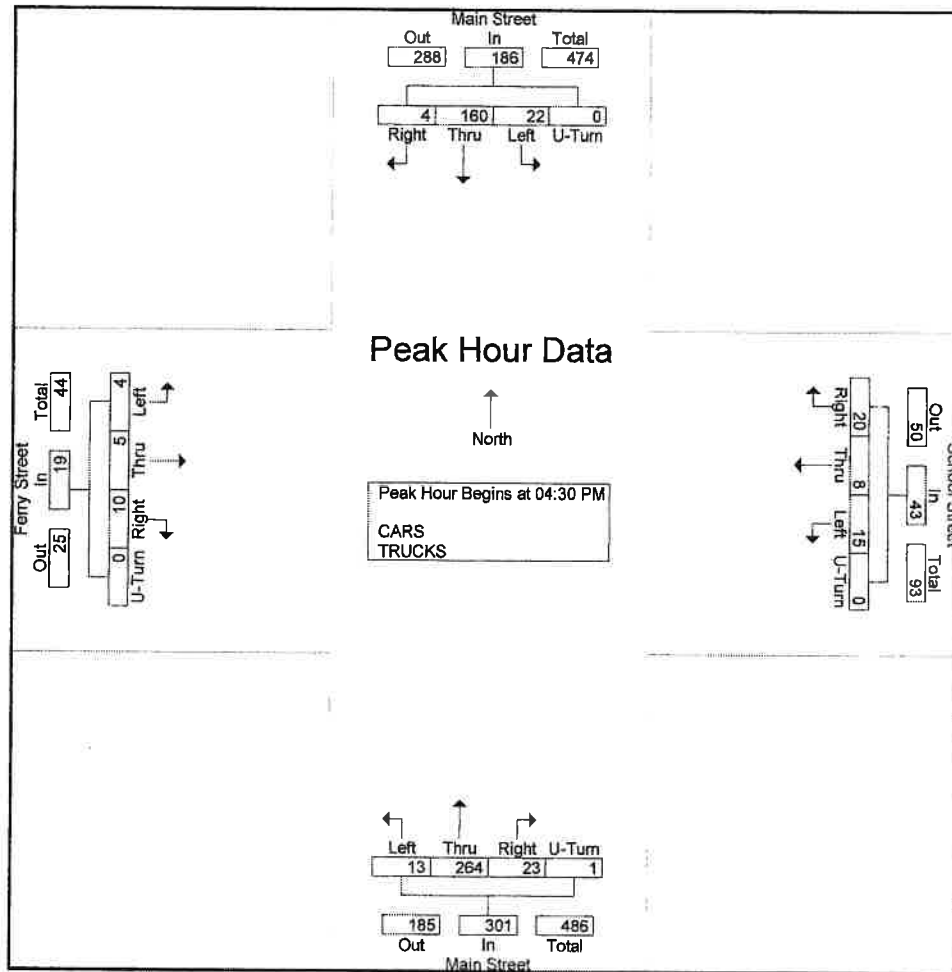 Main Street
Out In Total
288 186 474
4 160 22 0
Right Thru Left U-Turn
Peak Hour Data
North
Peak Hour Begins at 04:30 PM
CARS
TRUCKS
Ferry Street
Out In Total
25 19 44
4 5 10 0
Left Thru Right U-Turn
Right Thru Left U-Turn
20 8 15 0
Out In Total
50 43 93
Street
Left Thru Right U-Turn
13 264 23 1
185 301 486
Out In Total
Main Street